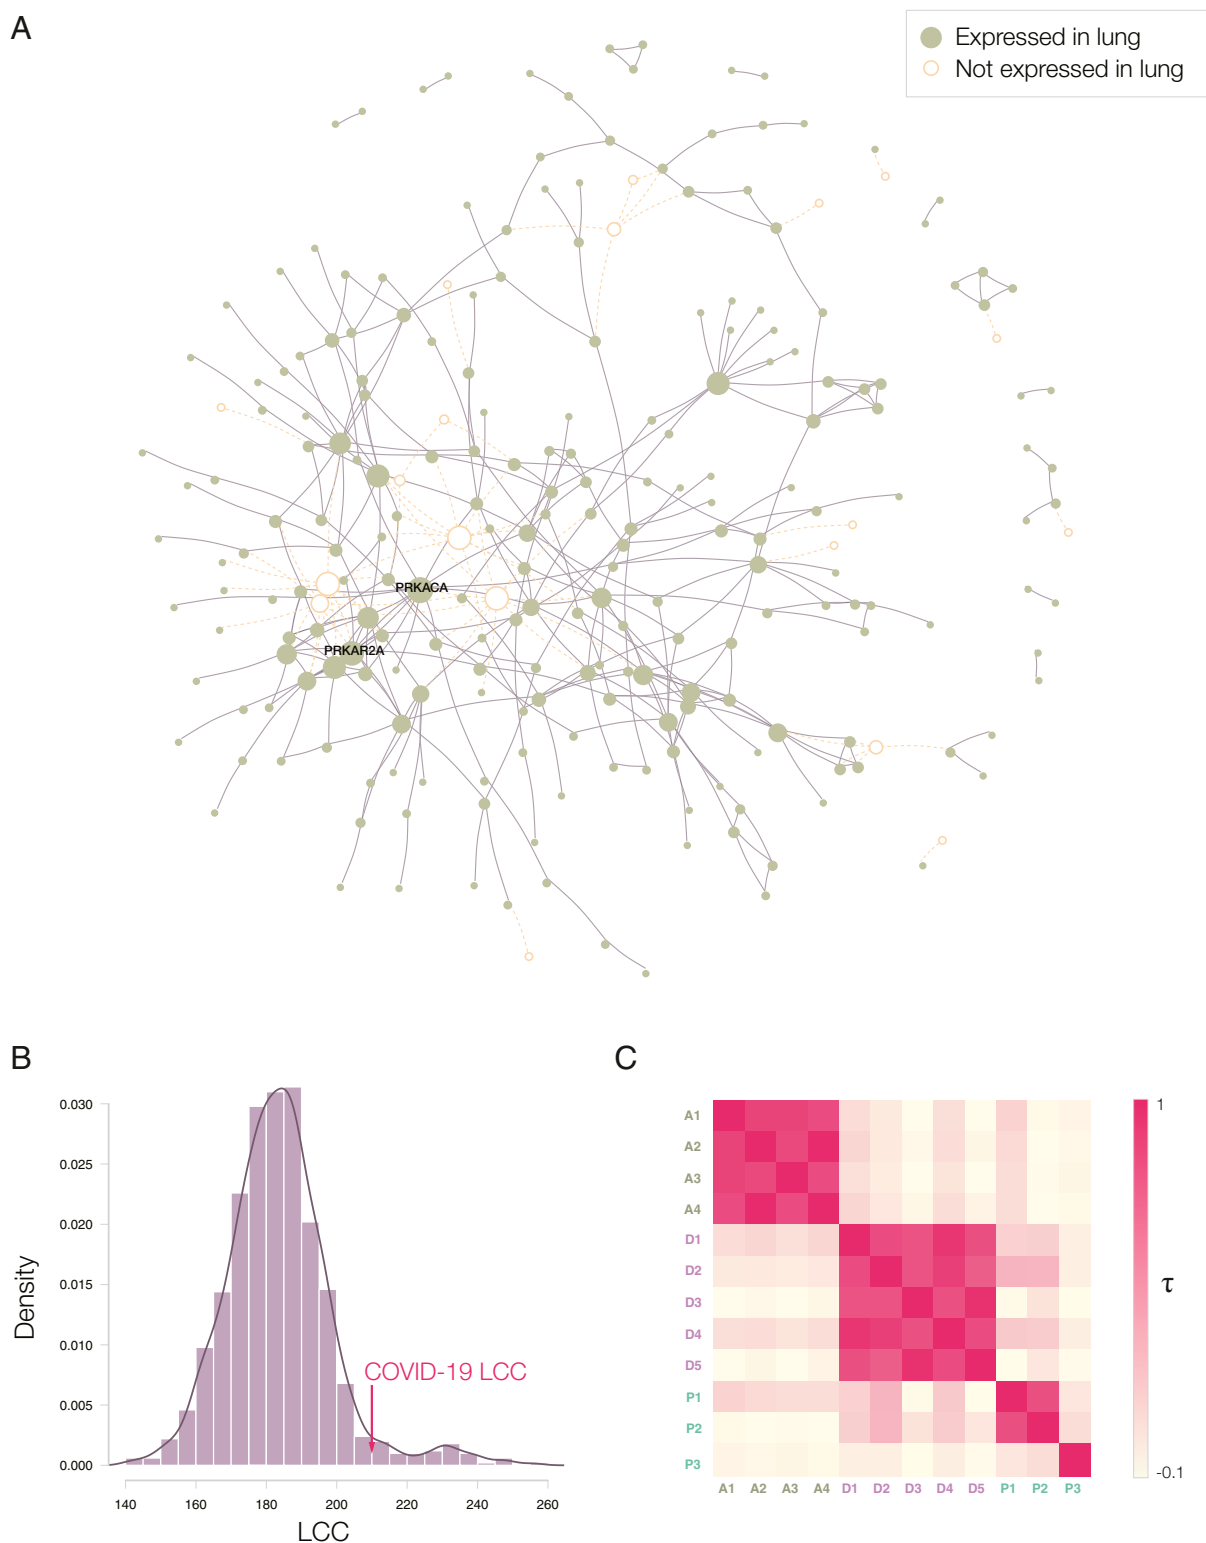 A
Expressed in lung
Not expressed in lung
PRKACA
PRKAR2A
B
C
0.030
0.025
0.020
0.015
0.010
0.005
0.000
Density
COVID-19 LCC
140 160 180 200 220 240 260
LCC
A1
A2
A3
A4
D1
D2
D3
D4
D5
P1
P2
P3
A1 A2 A3 A4 D1 D2 D3 D4 D5 P1 P2 P3
1
τ
-0.1